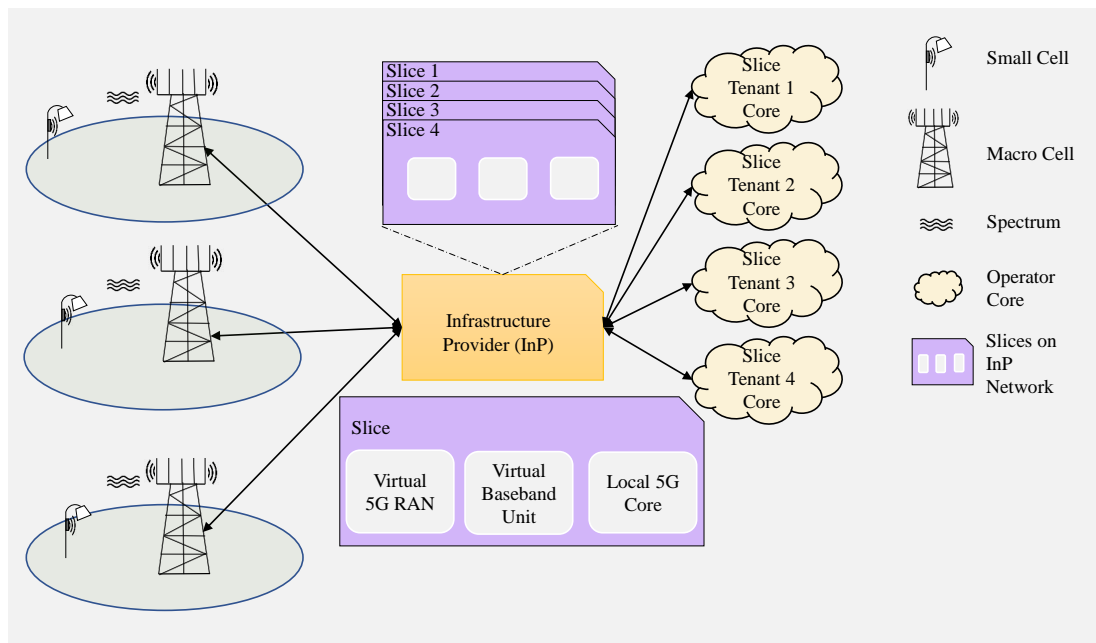 Slice 1
Slice 2
Slice 3
Slice 4
Slice
Tenant 1
Core
Slice
Tenant 2
Core
Slice
Tenant 3
Core
Slice
Tenant 4
Core
Infrastructure
Provider (InP)
Slice
Virtual
5G RAN
Virtual
Baseband
Unit
Local 5G
Core
Small Cell
Macro Cell
Spectrum
Operator
Core
Slices on
InP
Network